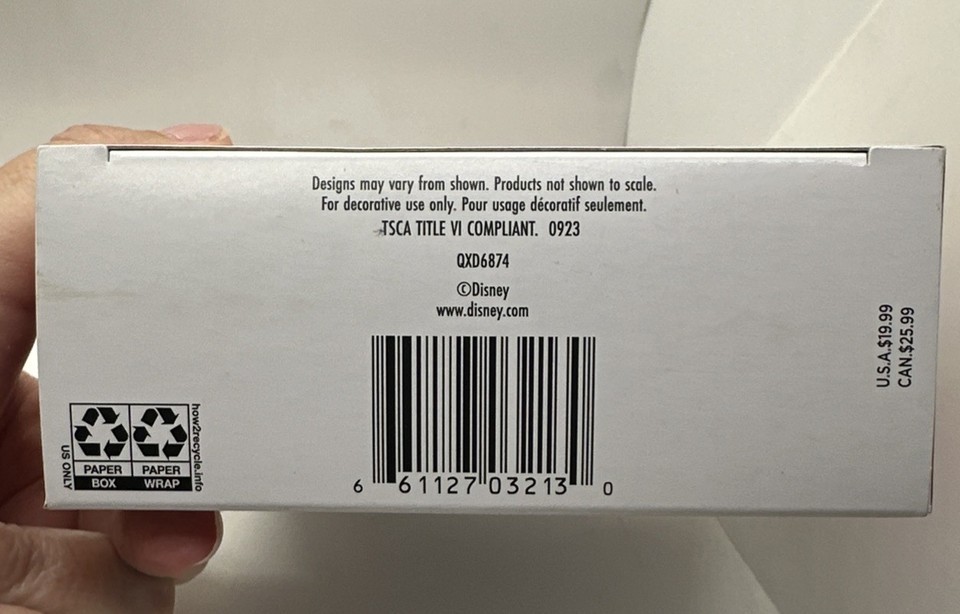 Designs may vary from shown. Products not shown to scale.
For decorative use only. Pour usage décoratif seulement.
TSCA TITLE VI COMPLIANT. 0923
QXD6874
©Disney
www.disney.com
U.S.A.$19.99
CAN.$25.99
US ONLY
PAPER PAPER
BOX WRAP
how2recycle.info
6 61127 03213 0